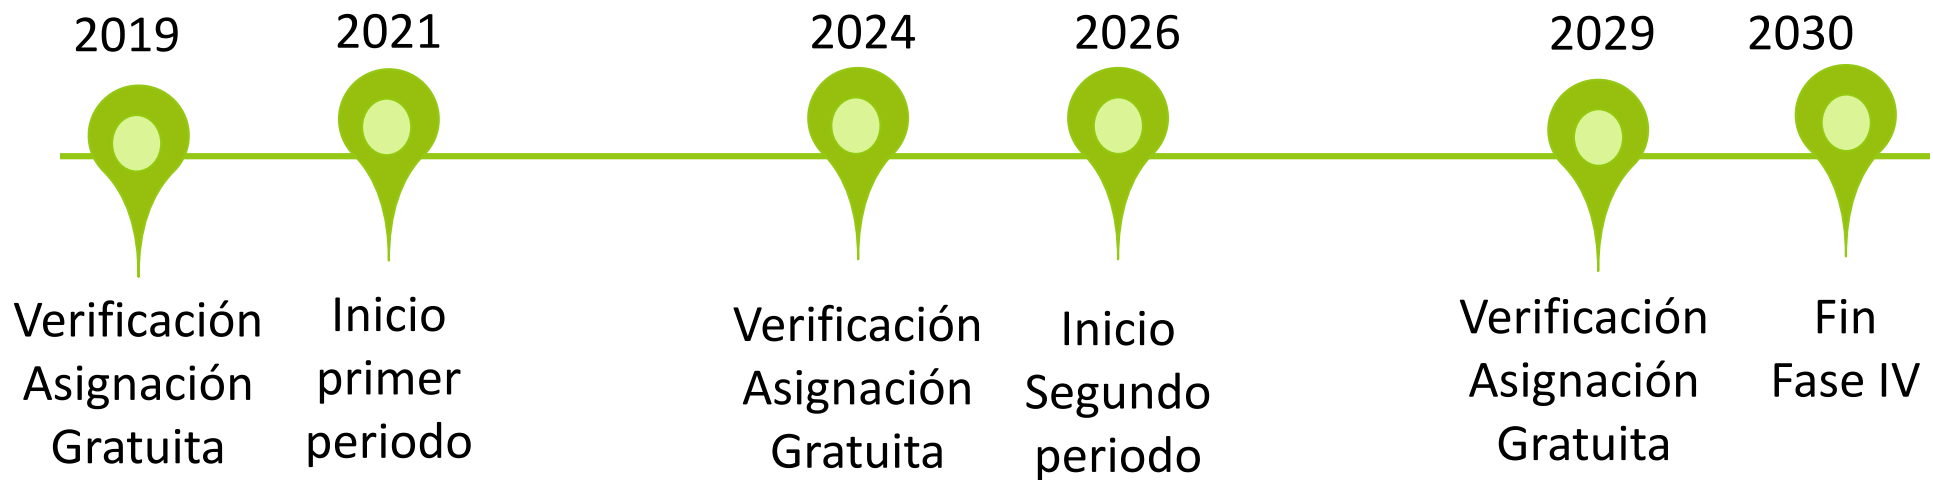 2019
Verificación
Asignación
Gratuita
2021
Inicio
primer
periodo
2024
Verificación
Asignación
Gratuita
2026
Inicio
Segundo
periodo
2029
Verificación
Asignación
Gratuita
2030
Fin
Fase IV